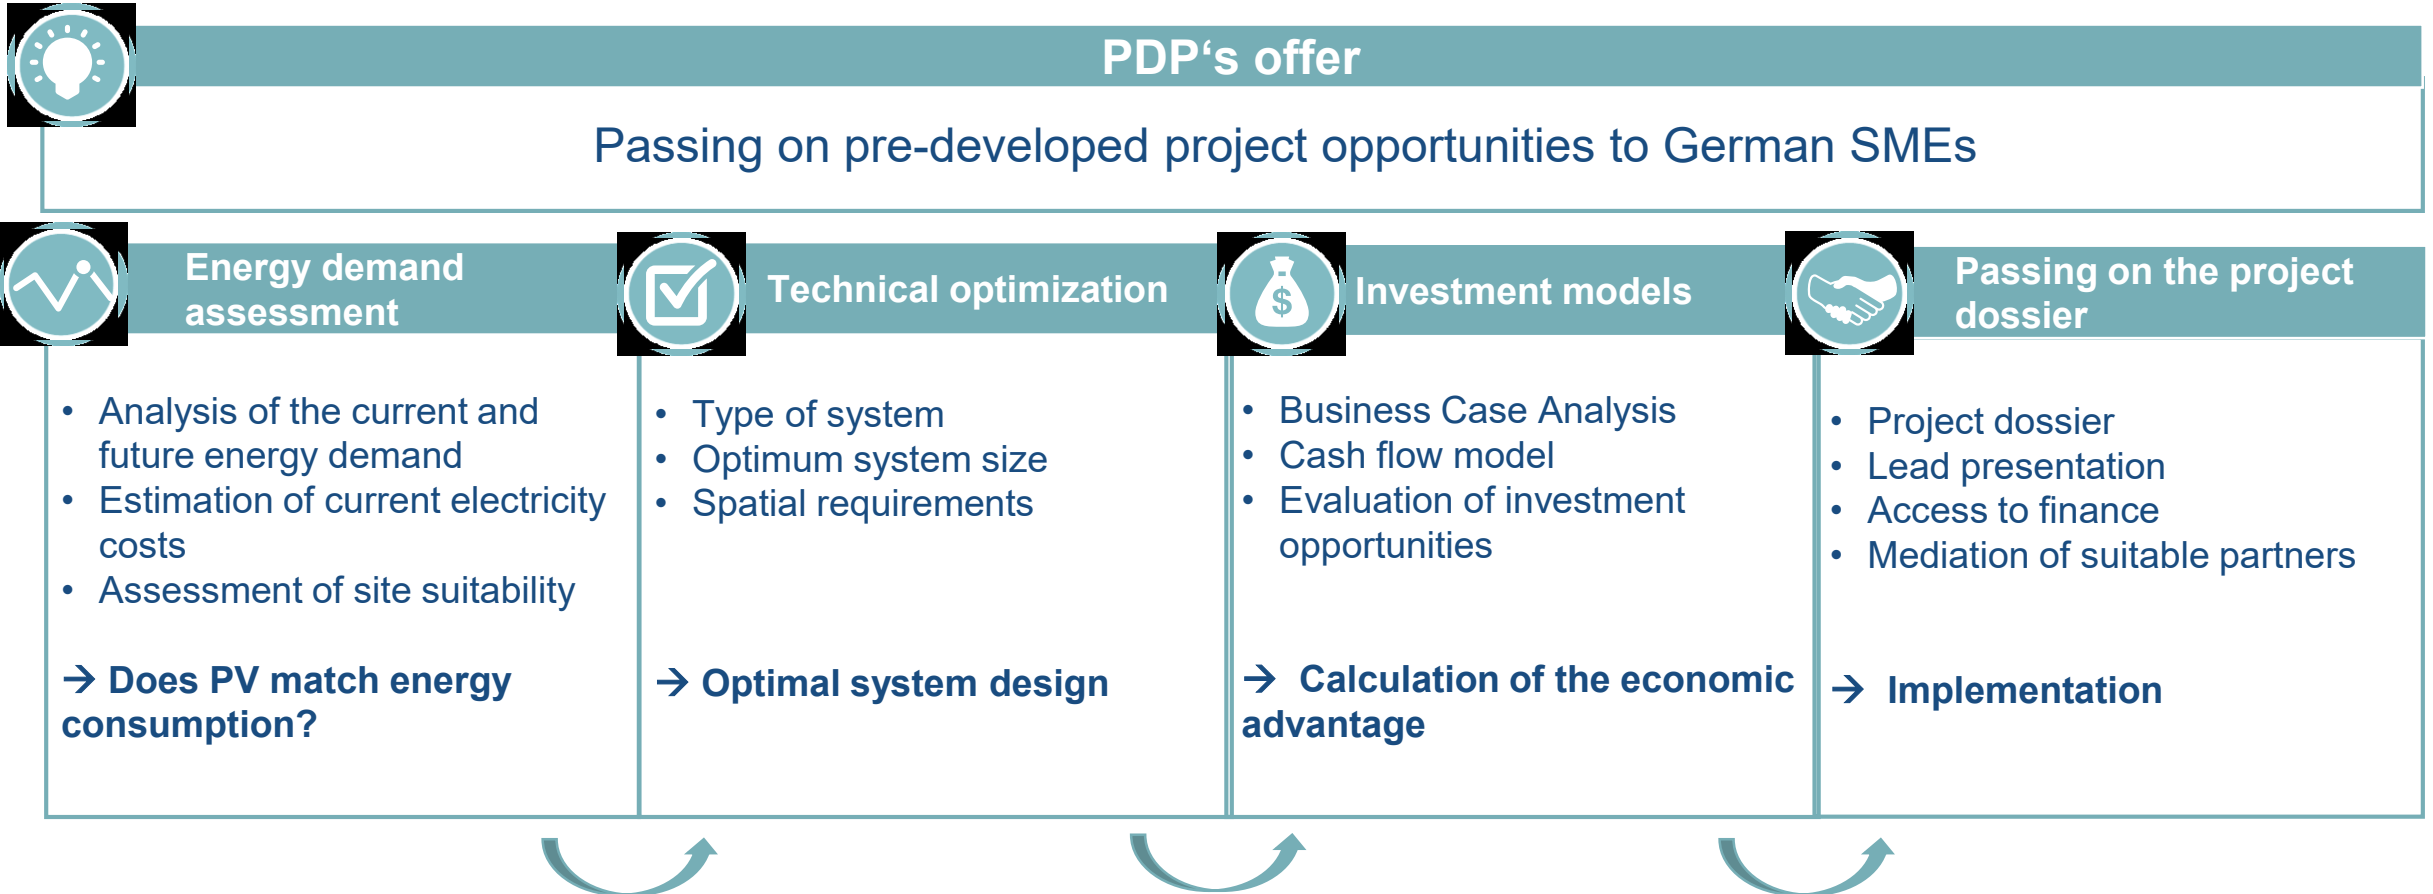 PDP‘s offer
Passing on pre-developed project opportunities to German SMEs
Energy demand
assessment
• Analysis of the current and
future energy demand
• Estimation of current electricity
costs
• Assessment of site suitability
→ Does PV match energy
consumption?
Technical optimization
• Type of system
• Optimum system size
• Spatial requirements
→ Optimal system design
$
Investment models
• Business Case Analysis
• Cash flow model
• Evaluation of investment
opportunities
→ Calculation of the economic
advantage
Passing on the project
dossier
• Project dossier
• Lead presentation
• Access to finance
• Mediation of suitable partners
→ Implementation